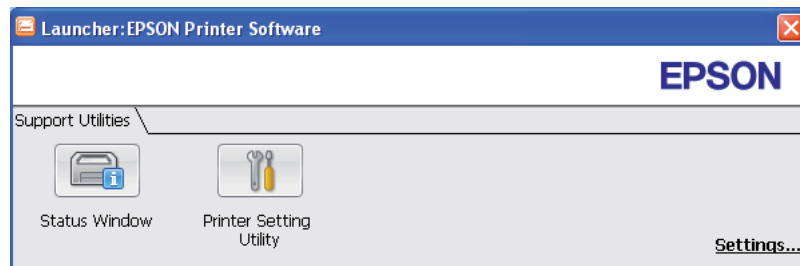 Launcher:EPSON Printer Software
EPSON
Support Utilities
Status Window
Printer Setting
Utility
Settings...